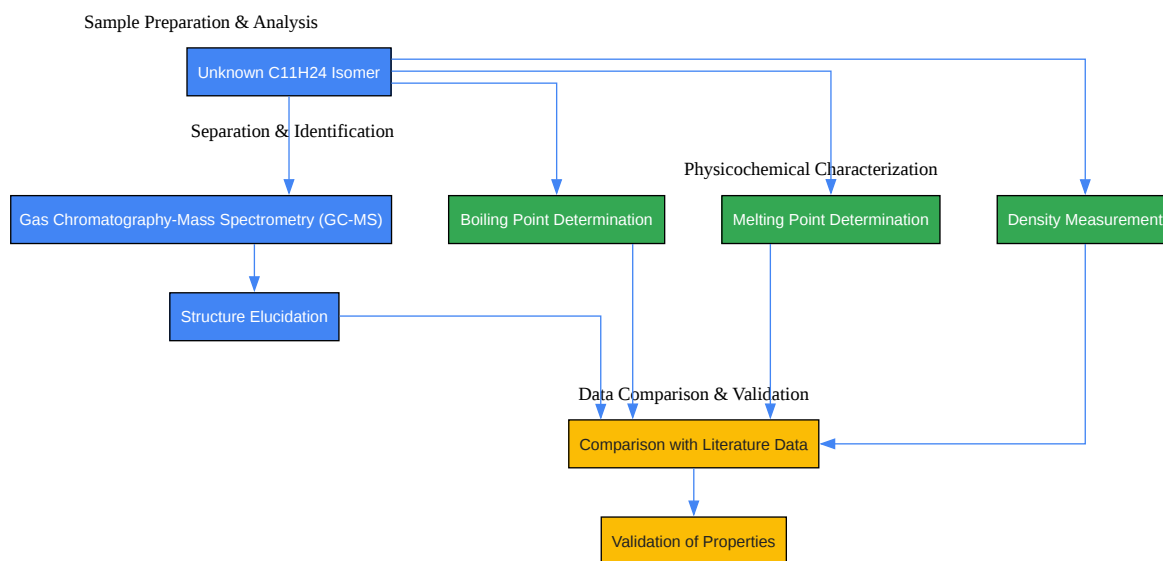 Sample Preparation & Analysis
Unknown C11H24 Isomer
Separation & Identification
Physicochemical Characterization
Gas Chromatography-Mass Spectrometry (GC-MS)
Boiling Point Determination
Melting Point Determination
Density Measurement
Structure Elucidation
Data Comparison & Validation
Comparison with Literature Data
Validation of Properties